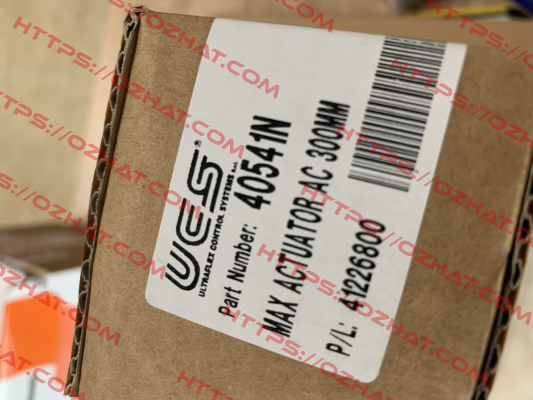 UCS®
ULTRAFLEX CONTROL SYSTEMS s.r.l.
Part Number: 40541N
MAX ACTUATOR AC 300MM
P/L: 41226800
HTTPS://OZHAT.COM